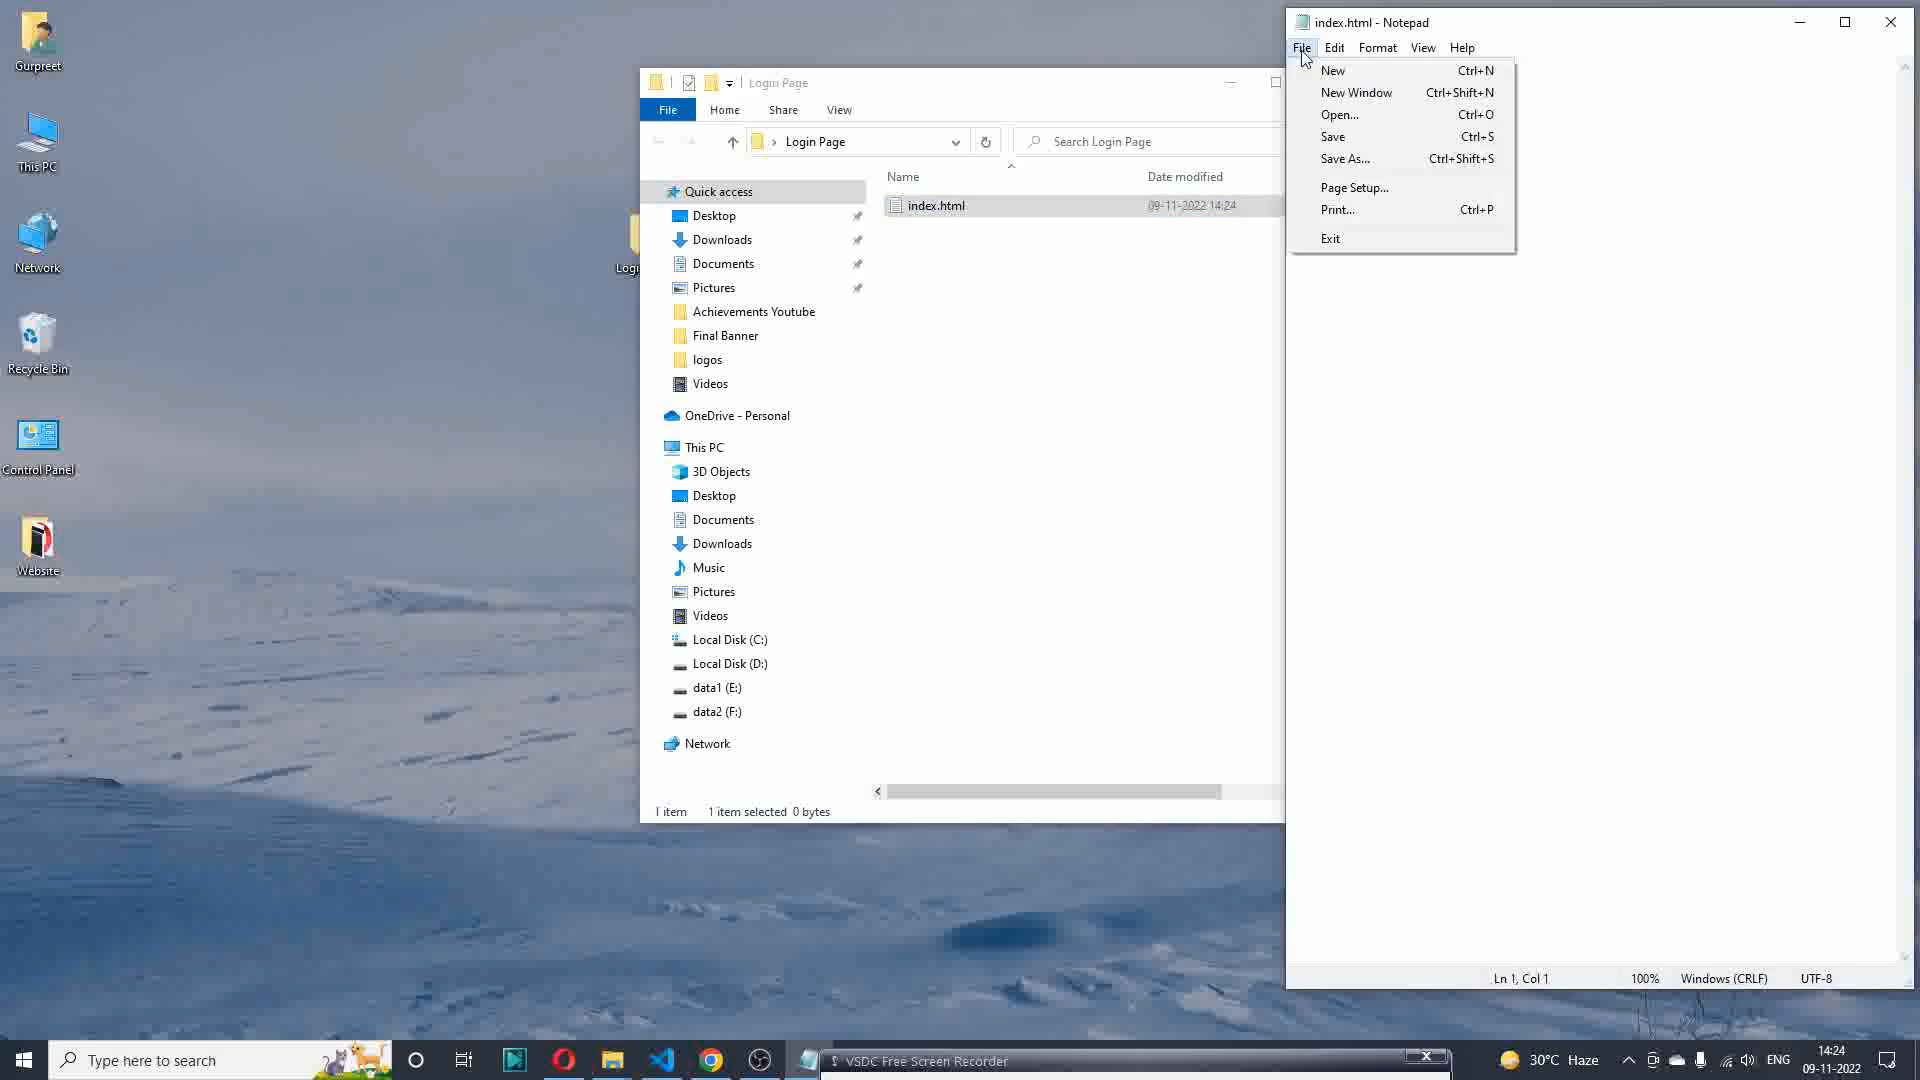 Gurpreet
This PC
Network
Recycle Bin
Control Panel
Website
Login Page
File Home Share View
Login Page
Search Login Page
Name Date modified
Quick access
Desktop
Downloads
Documents
Pictures
Achievements Youtube
Final Banner
logos
Videos
OneDrive - Personal
This PC
3D Objects
Desktop
Documents
Downloads
Music
Pictures
Videos
Local Disk (C:)
Local Disk (D:)
data1 (E:)
data2 (F:)
Network
index.html 09-11-2022 14:24
1 item 1 item selected 0 bytes
index.html - Notepad
File Edit Format View Help
New Ctrl+N
New Window Ctrl+Shift+N
Open... Ctrl+O
Save Ctrl+S
Save As... Ctrl+Shift+S
Page Setup...
Print... Ctrl+P
Exit
Ln 1, Col 1 100% Windows (CRLF) UTF-8
Type here to search
VSDC Free Screen Recorder
30°C Haze
ENG
14:24
09-11-2022